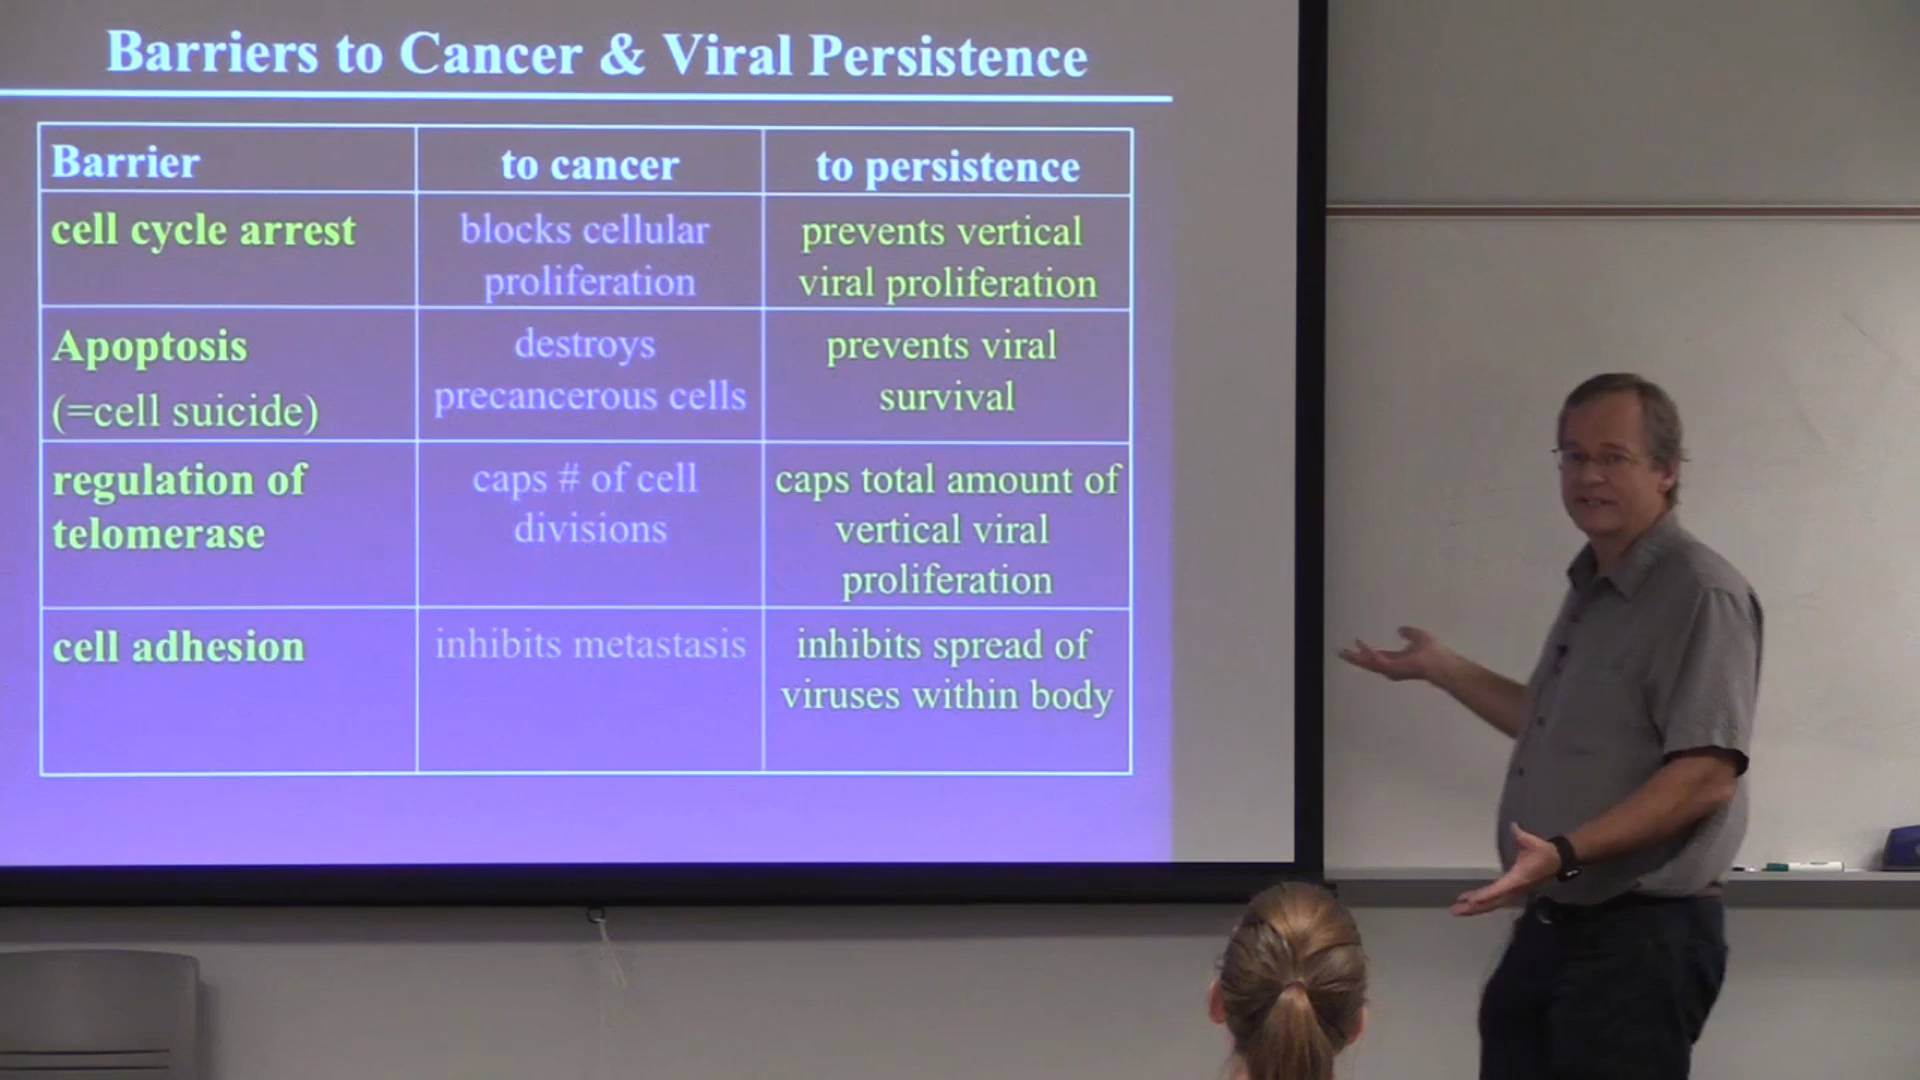 Barriers to Cancer & Viral Persistence
Barrier
to cancer
to persistence
cell cycle arrest
blocks cellular
proliferation
prevents vertical
viral proliferation
Apoptosis
(=cell suicide)
destroys
precancerous cells
prevents viral
survival
regulation of
telomerase
caps # of cell
divisions
caps total amount of
vertical viral
proliferation
cell adhesion
inhibits metastasis
inhibits spread of
viruses within body